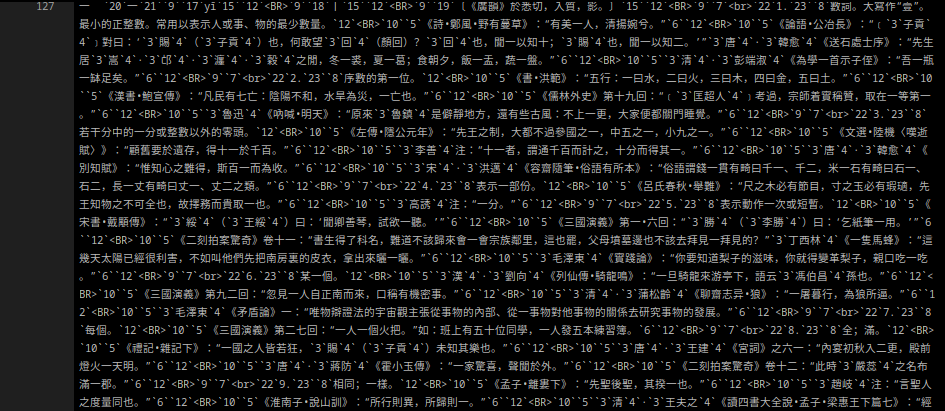 127 一 `20`一`21``9``17`yī`15``12`<BR>`9``18`丨`15``12`<BR>`9``19`〔《廣韻》於悉切，入質，影。〕`15``12`<BR>`9``7`<br>`22`1.`23``8`數詞。大寫作“壹”。
最小的正整數。常用以表示人或事、物的最少數量。`12`<BR>`10``5`《詩•鄭風•野有蔓草》：“有美一人，清揚婉兮。”`6``12`<BR>`10``5`《論語•公冶長》：“﹝`3`子貢
`4`﹞對曰：‘`3`賜`4`（`3`子貢`4`）也，何敢望`3`回`4`（顏回）？`3`回`4`也，聞一以知十；`3`賜`4`也，聞一以知二。’”`3`唐`4`·`3`韓愈`4`《送石處士序》：“先生
居`3`嵩`4`·`3`邙`4`·`3`瀍`4`·`3`穀`4`之間，冬一裘，夏一葛；食朝夕，飯一盂，蔬一盤。”`6``12`<BR>`10``5``3`清`4`·`3`彭端淑`4`《為學一首示子侄》：“吾一瓶
一缽足矣。”`6``12`<BR>`9``7`<br>`22`2.`23``8`序數的第一位。`12`<BR>`10``5`《書•洪範》：“五行：一曰水，二曰火，三曰木，四曰金，五曰土。”`6``12`<BR>`10
``5`《漢書•鮑宣傳》：“凡民有七亡：陰陽不和，水旱為災，一亡也。”`6``12`<BR>`10``5`《儒林外史》第十九回：“﹝`3`匡超人`4`﹞考過，宗師着實稱贊，取在一等第一
。”`6``12`<BR>`10``5``3`魯迅`4`《吶喊•明天》：“原來`3`魯鎮`4`是僻靜地方，還有些古風：不上一更，大家便都關門睡覺。”`6``12`<BR>`9``7`<br>`22`3.`23``8`
若干分中的一分或整數以外的零頭。`12`<BR>`10``5`《左傳•隱公元年》：“先王之制，大都不過參國之一，中五之一，小九之一。”`6``12`<BR>`10``5`《文選•陸機〈嘆逝
賦〉》：“顧舊要於遺存，得十一於千百。”`6``12`<BR>`10``5``3`李善`4`注：“十一者，謂通千百而計之，十分而得其一。”`6``12`<BR>`10``5``3`唐`4`·`3`韓愈`4`《
別知賦》：“惟知心之難得，斯百一而為收。”`6``12`<BR>`10``5``3`宋`4`·`3`洪邁`4`《容齋隨筆•俗語有所本》：“俗語謂錢一貫有畸曰千一、千二，米一石有畸曰石一、
石二，長一丈有畸曰丈一、丈二之類。”`6``12`<BR>`9``7`<br>`22`4.`23``8`表示一部份。`12`<BR>`10``5`《呂氏春秋•舉難》：“尺之木必有節目，寸之玉必有瑕瓋，先
王知物之不可全也，故擇務而貴取一也。”`6``12`<BR>`10``5``3`高誘`4`注：“一分。”`6``12`<BR>`9``7`<br>`22`5.`23``8`表示動作一次或短暫。`12`<BR>`10``5`《
宋書•戴顒傳》：“`3`綏`4`（`3`王綏`4`）曰：‘聞卿善琴，試欲一聽。’”`6``12`<BR>`10``5`《三國演義》第一•六回：“`3`勝`4`（`3`李勝`4`）曰：‘乞紙筆一用。’”`6`
`12`<BR>`10``5`《二刻拍案驚奇》卷十一：“書生得了科名，難道不該歸來會一會宗族鄰里，這也罷，父母墳墓邊也不該去拜見一拜見的？”`3`丁西林`4`《一隻馬蜂》：“這
幾天太陽已經很利害，不如叫他們先把南房裏的皮衣，拿出來曬一曬。”`6``12`<BR>`10``5``3`毛澤東`4`《實踐論》：“你要知道梨子的滋味，你就得變革梨子，親口吃一吃
。”`6``12`<BR>`9``7`<br>`22`6.`23``8`某一個。`12`<BR>`10``5``3`漢`4`·`3`劉向`4`《列仙傳•騎龍鳴》：“一旦騎龍來渟亭下，語云`3`馮伯昌`4`孫也。”`6``12`<
BR>`10``5`《三國演義》第九二回：“忽見一人自正南而來，口稱有機密事。”`6``12`<BR>`10``5``3`清`4`·`3`蒲松齡`4`《聊齋志异•狼》：“一屠暮行，為狼所逼。”`6``1
2`<BR>`10``5``3`毛澤東`4`《矛盾論》一：“唯物辯證法的宇宙觀主張從事物的內部、從一事物對他事物的關係去研究事物的發展。”`6``12`<BR>`9``7`<br>`22`7.`23``8
`每個。`12`<BR>`10``5`《三國演義》第二七回：“一人一個火把。”如：班上有五十位同學，一人發五本練習簿。`6``12`<BR>`9``7`<br>`22`8.`23``8`全；滿。`12`<BR>
`10``5`《禮記•雜記下》：“一國之人皆若狂，`3`賜`4`（`3`子貢`4`）未知其樂也。”`6``12`<BR>`10``5``3`唐`4`·`3`王建`4`《宮詞》之六一：“內宴初秋入二更，殿前
燈火一天明。”`6``12`<BR>`10``5``3`唐`4`·`3`蔣防`4`《霍小玉傳》：“一家驚喜，聲聞於外。”`6``12`<BR>`10``5`《二刻拍案驚奇》卷十二：“此時`3`嚴蕊`4`之名布
滿一郡。”`6``12`<BR>`9``7`<br>`22`9.`23``8`相同；一樣。`12`<BR>`10``5`《孟子•離婁下》：“先聖後聖，其揆一也。”`6``12`<BR>`10``5``3`趙岐`4`注：“言聖人
之度量同也。”`6``12`<BR>`10``5`《淮南子•說山訓》：“所行則異，所歸則一。”`6``12`<BR>`10``5``3`清`4`·`3`王夫之`4`《讀四書大全說•孟子•梁惠王下篇七》：“經